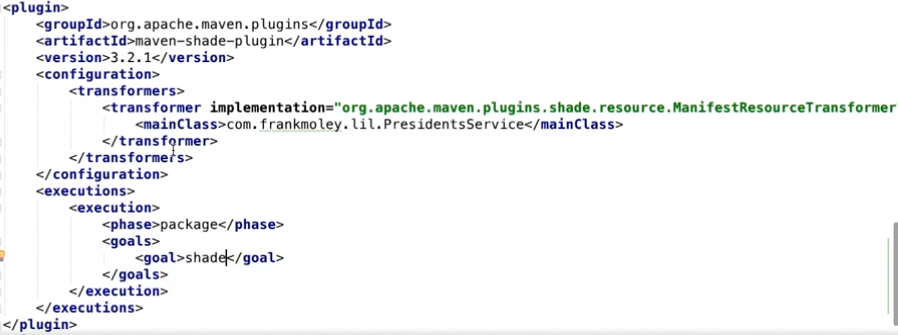 <plugin>
<groupId>org.apache.maven.plugins</groupId>
<artifactId>maven-shade-plugin</artifactId>
<version>3.2.1</version>
<configuration>
<transformers>
<transformer implementation="org.apache.maven.plugins.shade.resource.ManifestResourceTransformer
<mainClass>com.frankmoley.lil.PresidentsService</mainClass>
</transformer>
</transformers>
</configuration>
<executions>
<execution>
<phase>package</phase>
<goals>
<goal>shade</goal>
</goals>
</execution>
</executions>
</plugin>